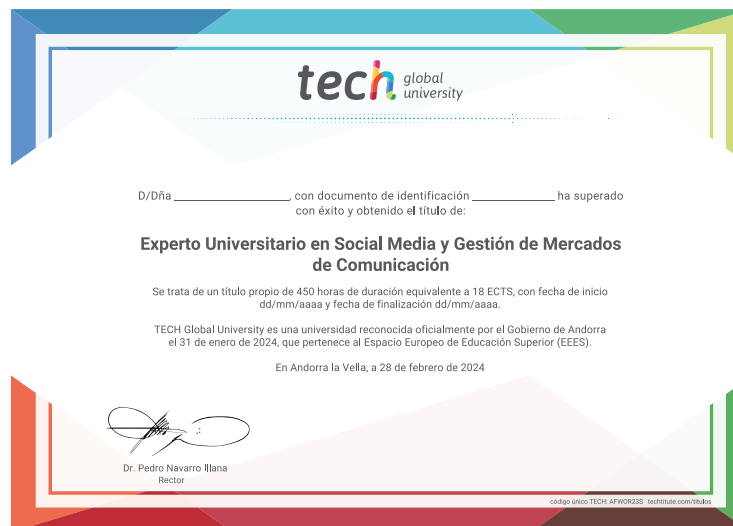 tech global university
D/Dña ______________, con documento de identificación ______________ ha superado
con éxito y obtenido el título de:
Experto Universitario en Social Media y Gestión de Mercados
de Comunicación
Se trata de un título propio de 450 horas de duración equivalente a 18 ECTS, con fecha de inicio
dd/mm/aaaa y fecha de finalización dd/mm/aaaa.
TECH Global University es una universidad reconocida oficialmente por el Gobierno de Andorra
el 31 de enero de 2024, que pertenece al Espacio Europeo de Educación Superior (EEES).
En Andorra la Vella, a 28 de febrero de 2024
Dr. Pedro Navarro Illana
Rector
código único TECH: AFWOR23S techtitute.com/titulos